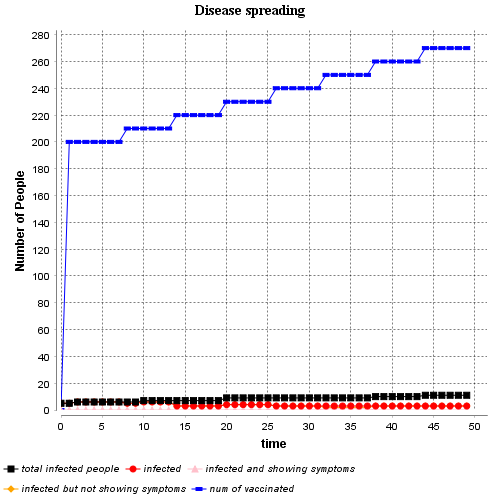 Disease spreading
280
260
240
220
200
180
160
140
120
100
80
60
40
20
0
Number of People
0 5 10 15 20 25 30 35 40 45 50
time
total infected people infected infected and showing symptoms
infected but not showing symptoms num of vaccinated